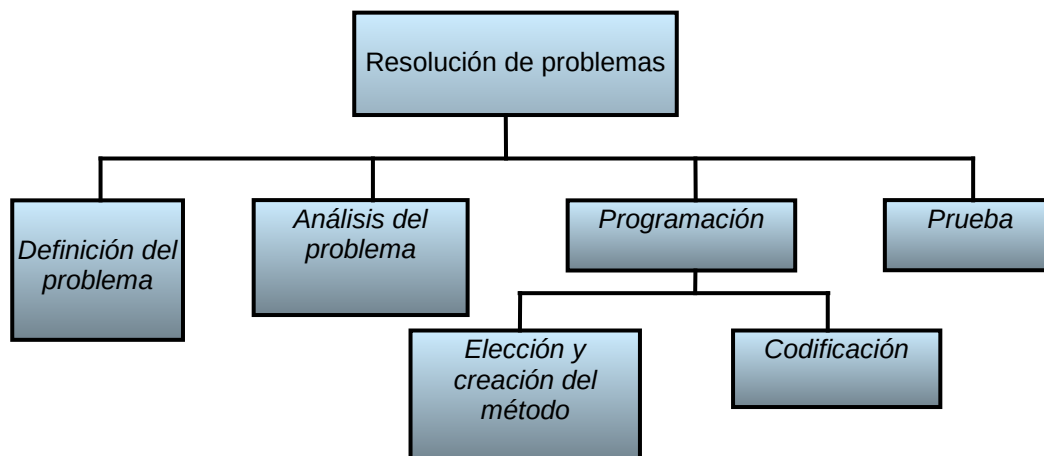 Resolución de problemas
Definición del
problema
Análisis del
problema
Programación
Prueba
Elección y
creación del
método
Codificación